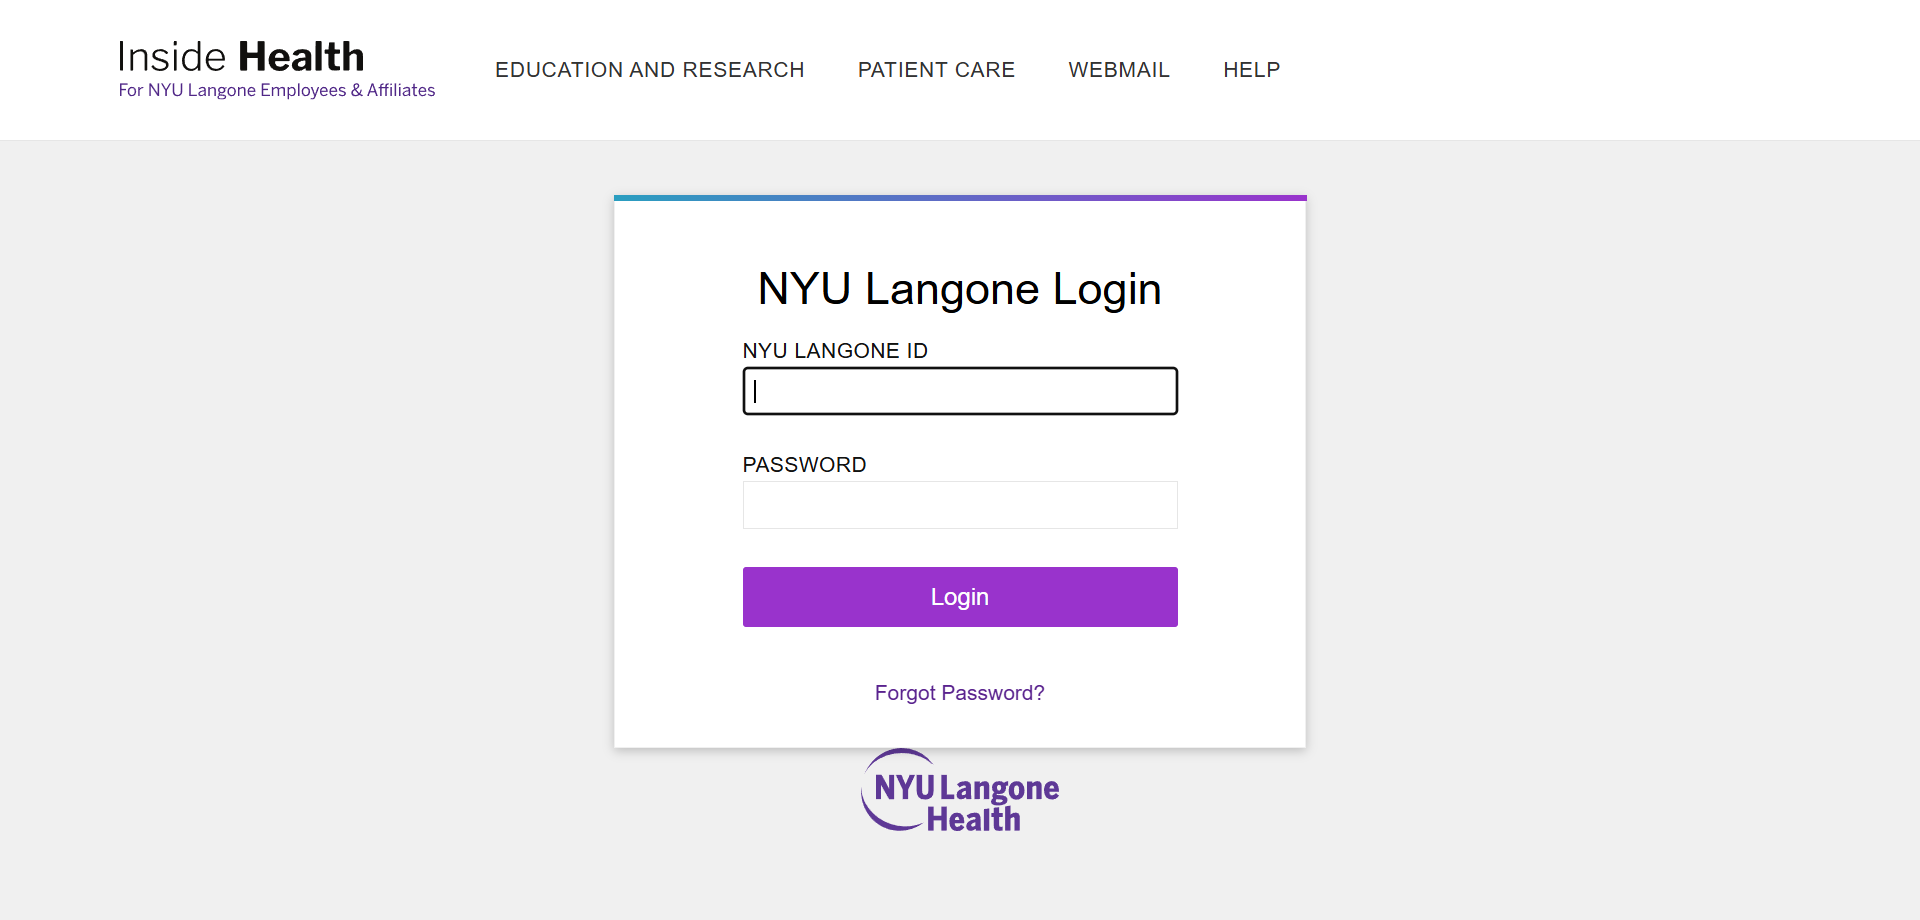 Inside Health
For NYU Langone Employees & Affiliates
EDUCATION AND RESEARCH
PATIENT CARE
WEBMAIL
HELP
NYU Langone Login
NYU LANGONE ID
PASSWORD
Login
Forgot Password?
NYU Langone
Health